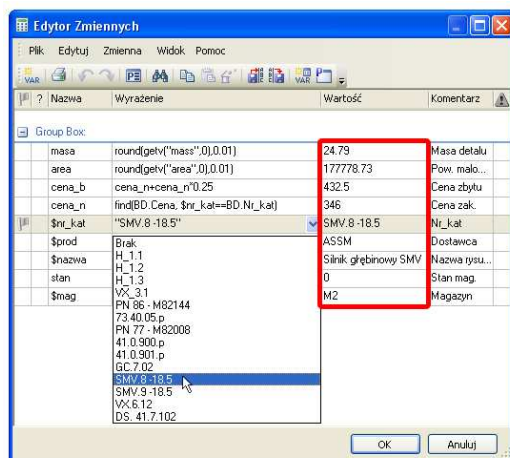 Edytor Zmiennych
Plik Edytuj Zmienna Widok Pomoc
VAR PE VAR
? Nazwa Wyrażenie Wartość Komentarz
Group Box:
masa round(getv("mass",0),0.01) 24.79 Masa detalu
area round(getv("area",0),0.01) 177778.73 Pow. malo...
cena_b cena_n+cena_n*0.25 432.5 Cena zbytu
cena_n find(BD.Cena, $nr_kat==BD.Nr_kat) 346 Cena zak.
$nr_kat "SMV.8 -18.5" SMV.8 -18.5 Nr_kat
$prod ASSM Dostawca
$nazwa Silnik głębinowy SMV Nazwa rysu...
stan 0 Stan mag.
$mag M2 Magazyn
Brak
H_1.1
H_1.2
H_1.3
VX_3.1
PN 86 - M82144
73.40.05.p
PN 77 - M82008
41.0.900.p
41.0.901.p
GC.7.02
SMV.8 -18.5
SMV.9 -18.5
VX.6.12
DS. 41.7.102
OK Anuluj